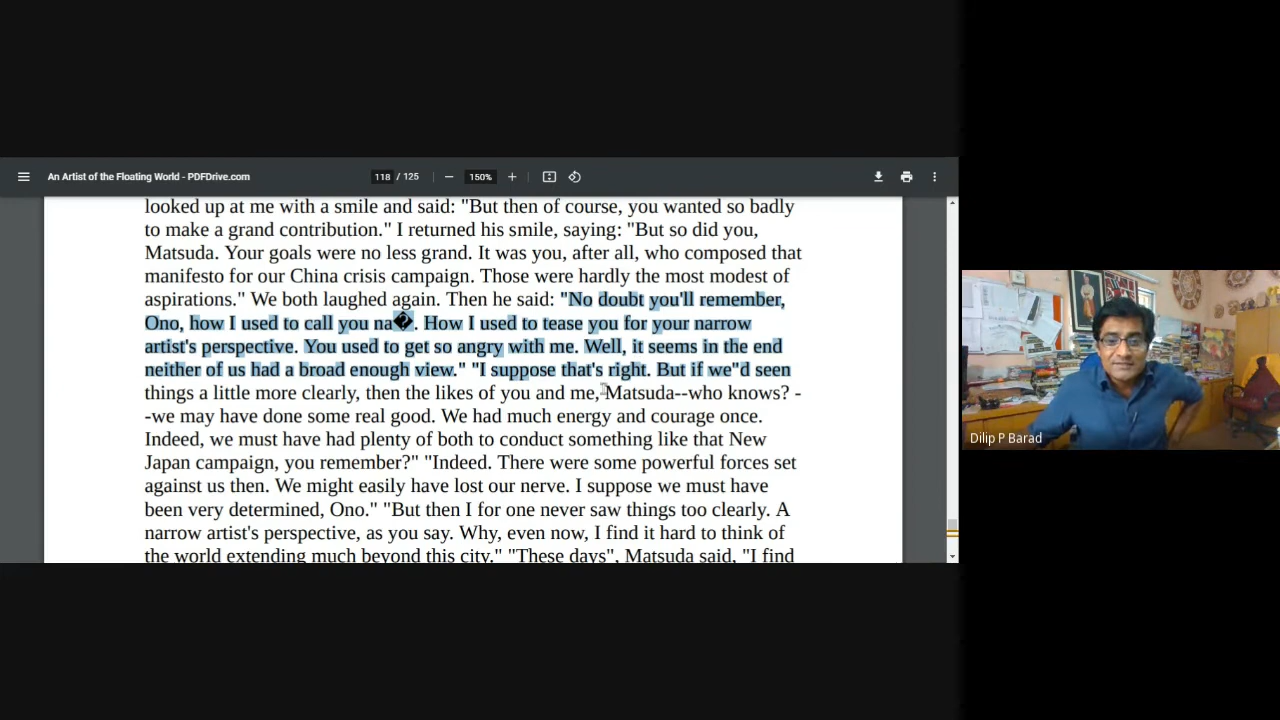 An Artist of the Floating World - PDFDrive.com
118 / 125
150%
looked up at me with a smile and said: "But then of course, you wanted so badly
to make a grand contribution." I returned his smile, saying: "But so did you,
Matsuda. Your goals were no less grand. It was you, after all, who composed that
manifesto for our China crisis campaign. Those were hardly the most modest of
aspirations." We both laughed again. Then he said: "No doubt you'll remember,
Ono, how I used to call you na�. How I used to tease you for your narrow
artist's perspective. You used to get so angry with me. Well, it seems in the end
neither of us had a broad enough view." "I suppose that's right. But if we"d seen
things a little more clearly, then the likes of you and me, Matsuda--who knows? -
-we may have done some real good. We had much energy and courage once.
Indeed, we must have had plenty of both to conduct something like that New
Japan campaign, you remember?" "Indeed. There were some powerful forces set
against us then. We might easily have lost our nerve. I suppose we must have
been very determined, Ono." "But then I for one never saw things too clearly. A
narrow artist's perspective, as you say. Why, even now, I find it hard to think of
the world extending much beyond this city." "These days", Matsuda said, "I find
Dilip P Barad